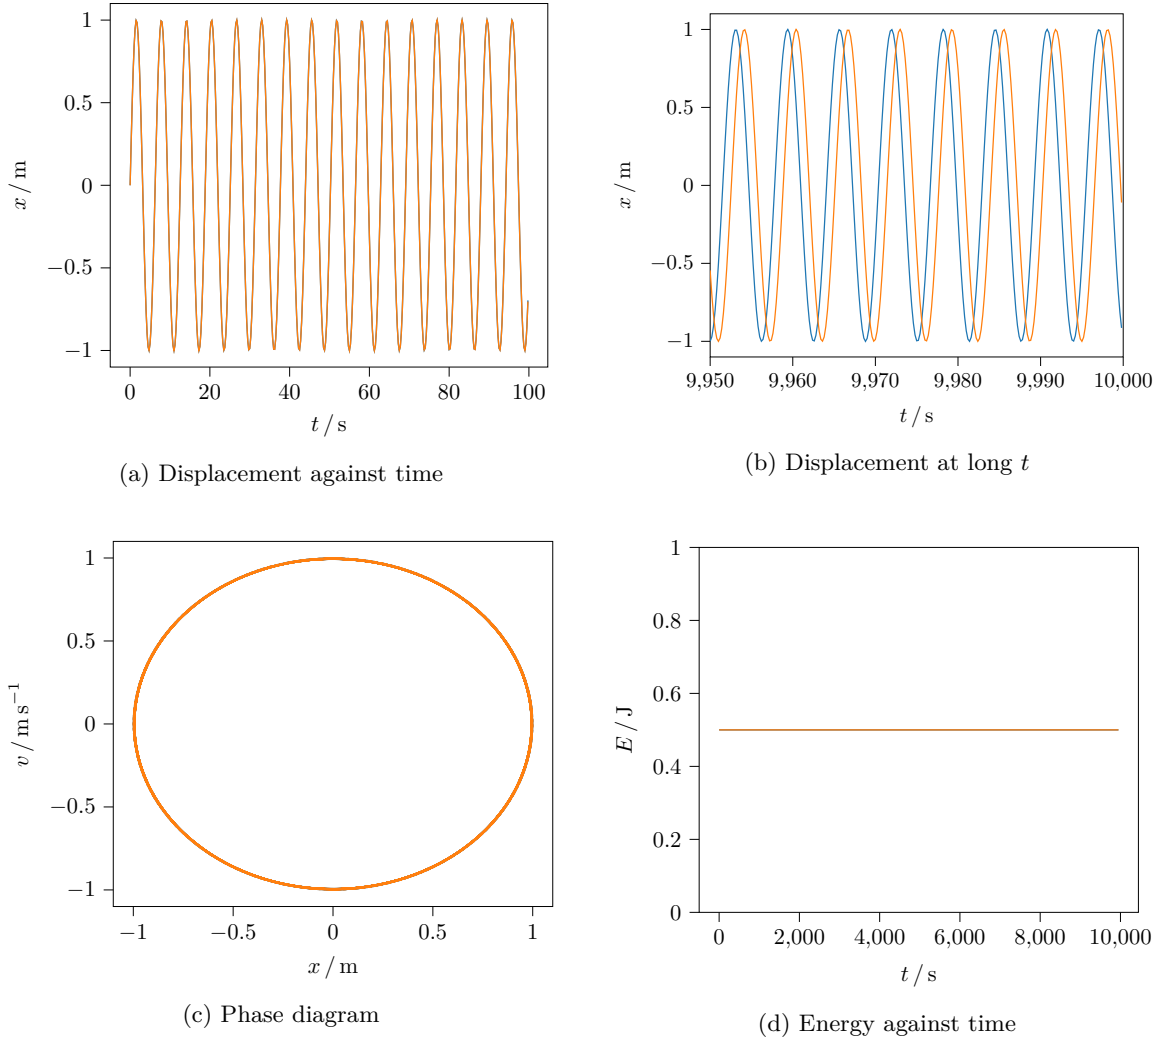 1
0.5
0
−0.5
−1
x / m
0 20 40 60 80 100
t / s
(a) Displacement against time
1
0.5
0
−0.5
−1
x / m
9,950 9,960 9,970 9,980 9,990 10,000
t / s
(b) Displacement at long t
1
0.5
0
−0.5
−1
v / m s⁻¹
−1 −0.5 0 0.5 1
x / m
(c) Phase diagram
1
0.8
0.6
0.4
0.2
0
E / J
0 2,000 4,000 6,000 8,000 10,000
t / s
(d) Energy against time